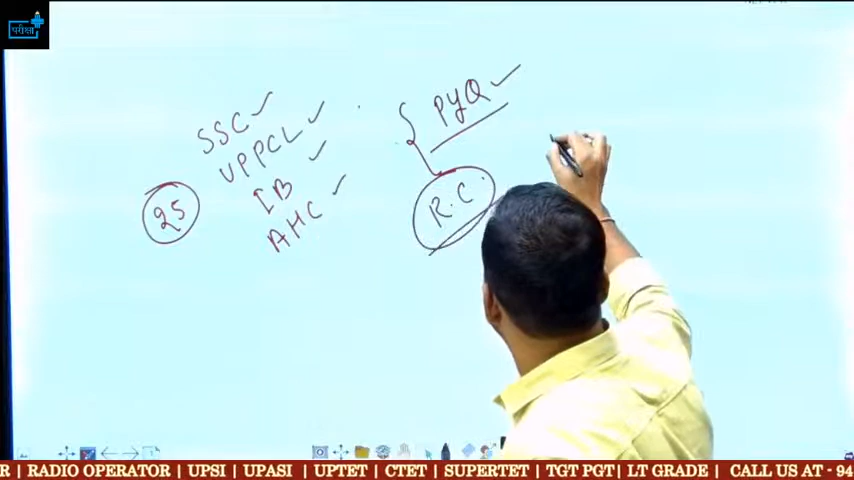 परीक्षा
SSC
UPPCL
IB
AHC
25
PYQ
R.C.
R | RADIO OPERATOR | UPSI | UPASI | UPTET | CTET | SUPERTET | TGT PGT | LT GRADE | CALL US AT - 94